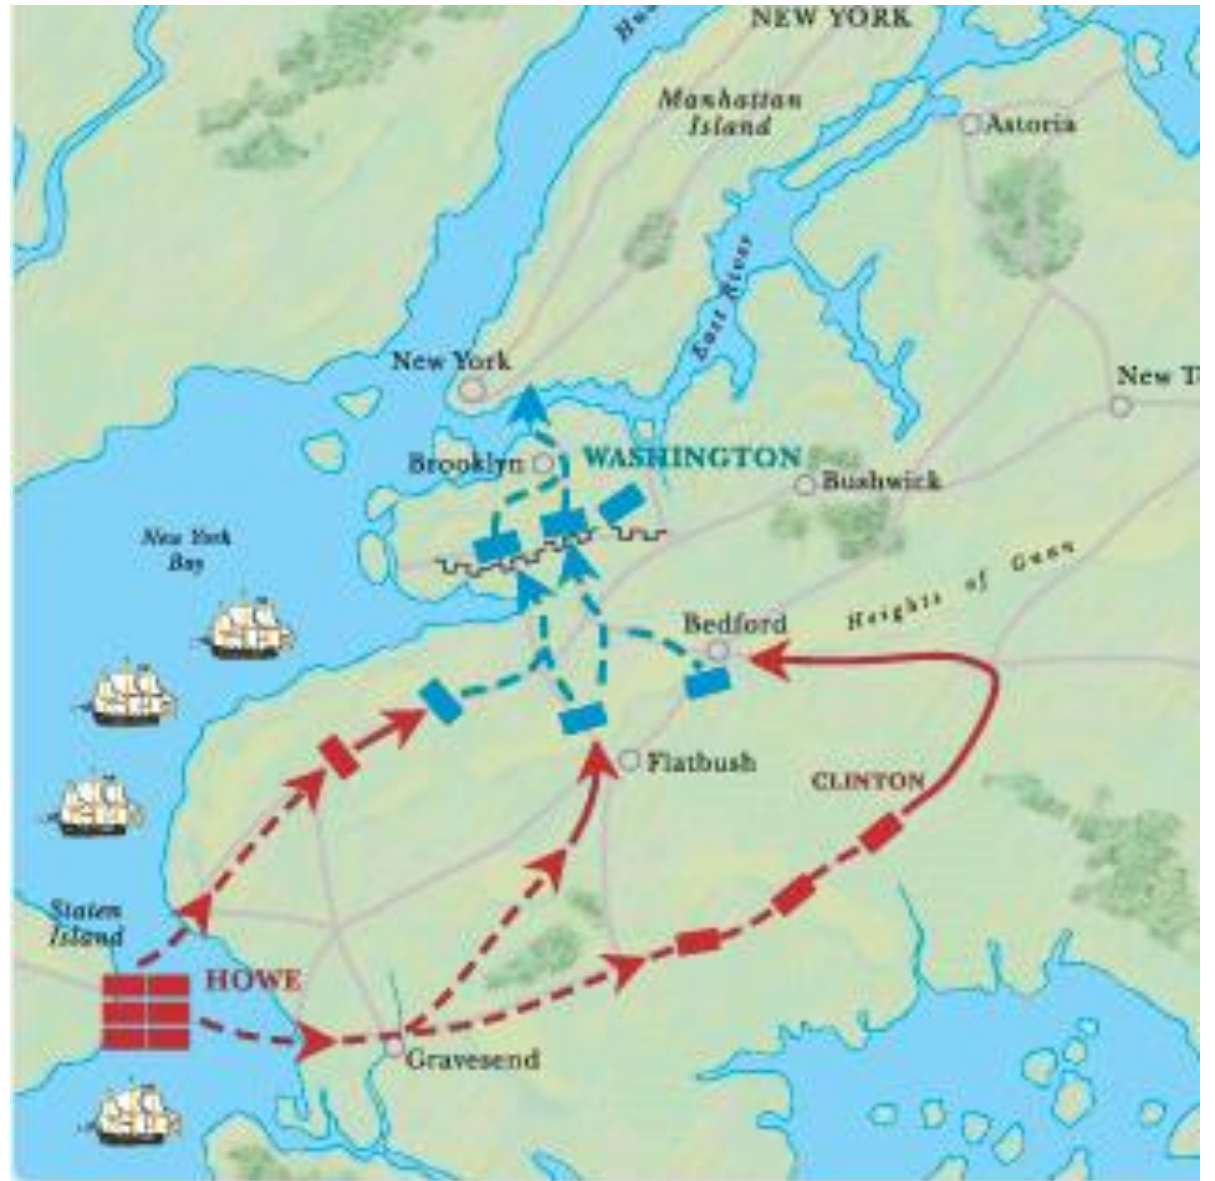 NEW YORK
Manhattan
Island
Astoria
East River
New York
New T
Brooklyn
WASHINGTON
Bushwick
New York
Bay
Heights of Guan
Bedford
Flatbush
CLINTON
Staten
Island
HOWE
Gravesend